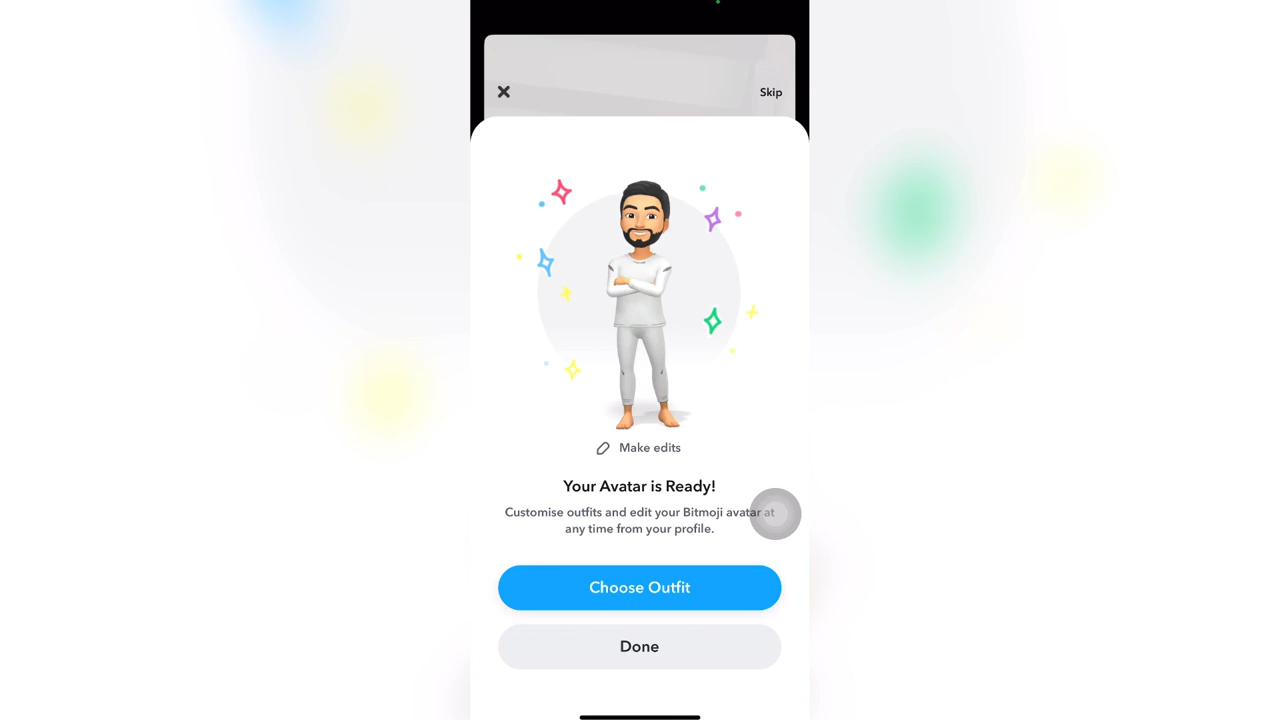 Skip
Make edits
Your Avatar is Ready!
Customise outfits and edit your Bitmoji avatar at
any time from your profile.
Choose Outfit
Done